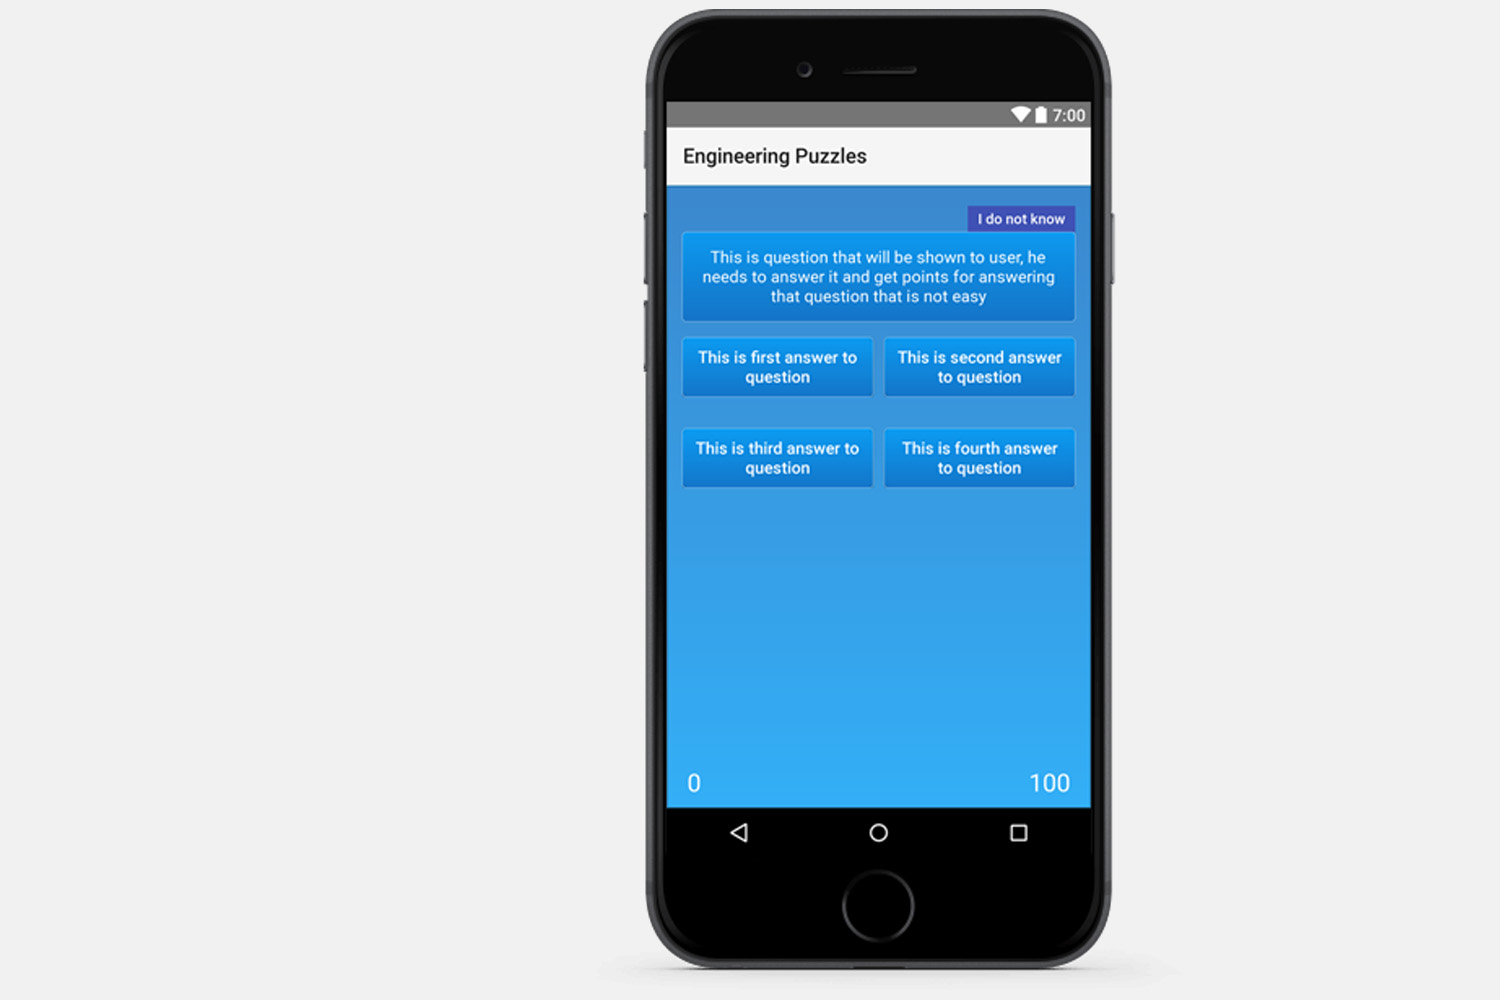 7:00
Engineering Puzzles
I do not know
This is question that will be shown to user, he
needs to answer it and get points for answering
that question that is not easy
This is first answer to
question
This is second answer
to question
This is third answer to
question
This is fourth answer
to question
0
100